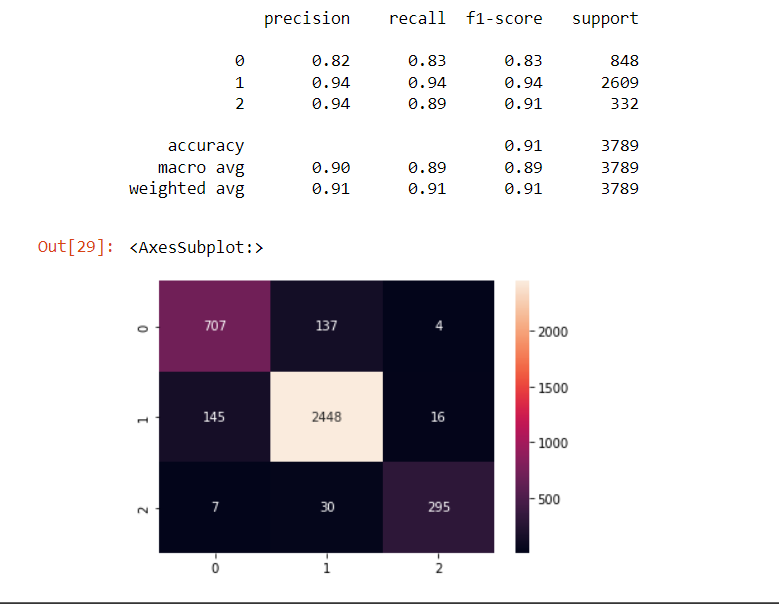 precision recall f1-score support
0 0.82 0.83 0.83 848
1 0.94 0.94 0.94 2609
2 0.94 0.89 0.91 332
accuracy 0.91 3789
macro avg 0.90 0.89 0.89 3789
weighted avg 0.91 0.91 0.91 3789
Out[29]: <AxesSubplot:>
0 707 137 4
1 145 2448 16
2 7 30 295
0 1 2
2000
1500
1000
500